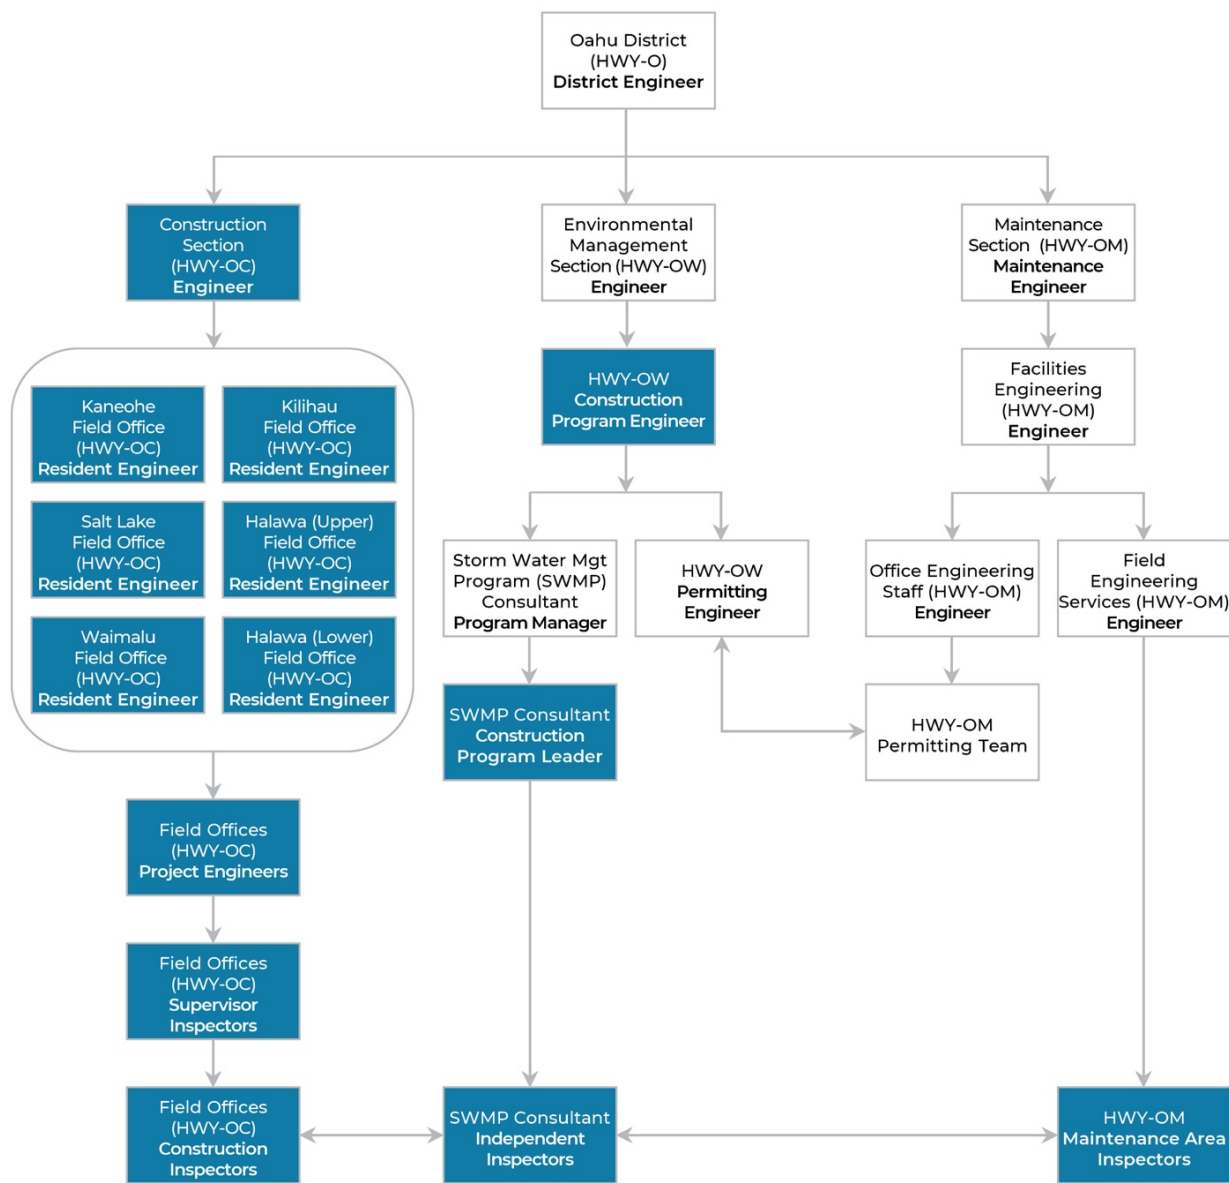 Oahu District
(HWY-O)
District Engineer
Construction
Section
(HWY-OC)
Engineer
Environmental
Management
Section (HWY-OW)
Engineer
Maintenance
Section (HWY-OM)
Maintenance
Engineer
Kaneohe
Field Office
(HWY-OC)
Resident Engineer
Kilihau
Field Office
(HWY-OC)
Resident Engineer
Salt Lake
Field Office
(HWY-OC)
Resident Engineer
Halawa (Upper)
Field Office
(HWY-OC)
Resident Engineer
Waimalu
Field Office
(HWY-OC)
Resident Engineer
Halawa (Lower)
Field Office
(HWY-OC)
Resident Engineer
HWY-OW
Construction
Program Engineer
Facilities
Engineering
(HWY-OM)
Engineer
Storm Water Mgt
Program (SWMP)
Consultant
Program Manager
HWY-OW
Permitting
Engineer
Office Engineering
Staff (HWY-OM)
Engineer
Field
Engineering
Services (HWY-OM)
Engineer
SWMP Consultant
Construction
Program Leader
HWY-OM
Permitting Team
Field Offices
(HWY-OC)
Project Engineers
Field Offices
(HWY-OC)
Supervisor
Inspectors
Field Offices
(HWY-OC)
Construction
Inspectors
SWMP Consultant
Independent
Inspectors
HWY-OM
Maintenance Area
Inspectors